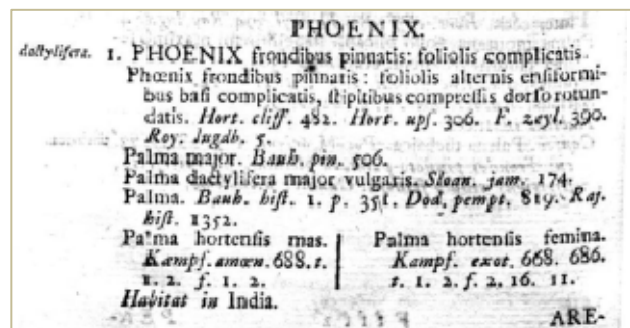 PHOENIX.
dactylifera. 1. PHOENIX frondibus pinnatis: foliolis complicatis
Phœnix frondibus pinnatis: foliolis alternis ensiformi-
bus basi complicatis, stipitibus compressis dorso rotun-
datis. Hort. cliff. 482. Hort. ups. 306. F. zeyl. 390.
Roy. lugdb. 5.
Palma major. Bauh. pin. 506.
Palma dactylifera major vulgaris. Sloan. jam. 174.
Palma. Bauh. hist. 1. p. 351. Dod. pempt. 819. Raj.
hist. 1352.
Palma hortensis mas.
Kæmpf. amœn. 688. t.
1. 2. f. 1. 2.
Palma hortensis femina.
Kæmpf. exot. 668. 686.
t. 1. 2. f. 2. 16. 11.
Habitat in India.
ARE-